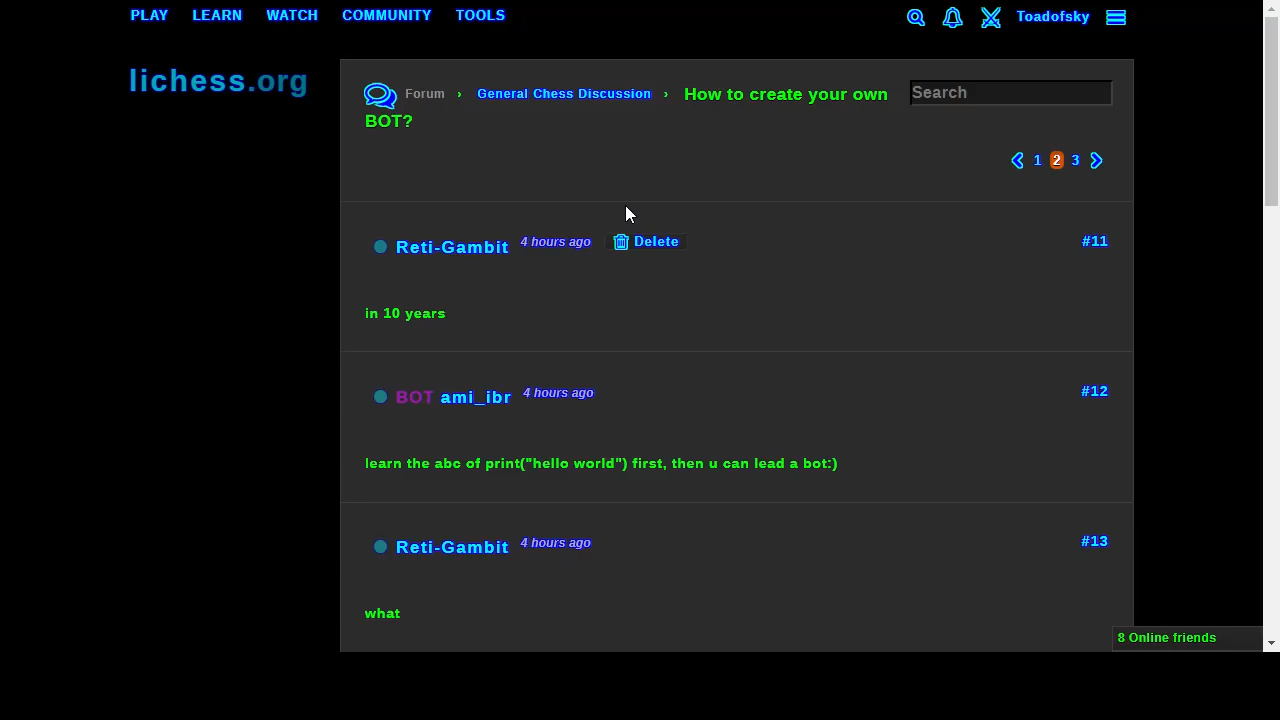 PLAY LEARN WATCH COMMUNITY TOOLS Toadofsky
lichess.org
Forum › General Chess Discussion › How to create your own Search
BOT?
1 2 3
Reti-Gambit 4 hours ago Delete #11
in 10 years
BOT ami_ibr 4 hours ago #12
learn the abc of print("hello world") first, then u can lead a bot:)
Reti-Gambit 4 hours ago #13
what
8 Online friends